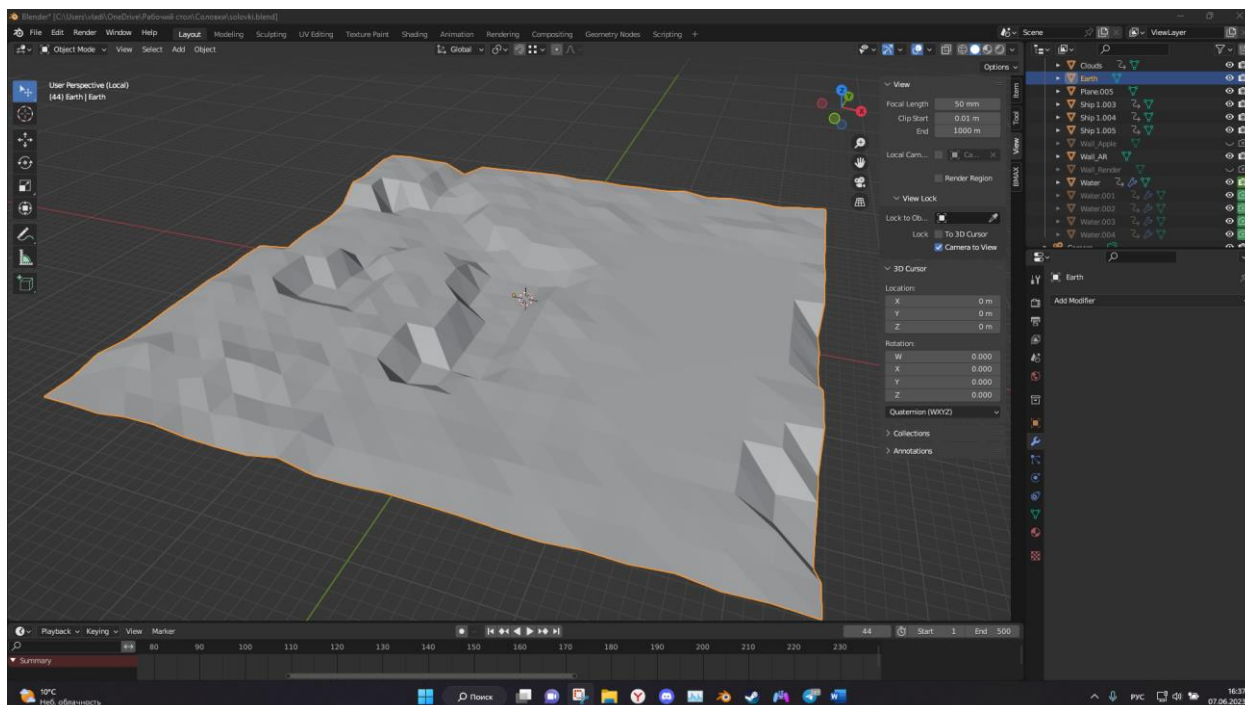 Blender* [C:\Users\vladi\OneDrive\Рабочий стол\Соловки\solovki.blend]
File Edit Render Window Help Layout Modeling Sculpting UV Editing Texture Paint Shading Animation Rendering Compositing Geometry Nodes Scripting + Scene ViewLayer
Object Mode View Select Add Object Global
Options
User Perspective (Local)
(44) Earth | Earth
View
Focal Length 50 mm
Clip Start 0.01 m
End 1000 m
Local Cam... Ca...
Render Region
View Lock
Lock to Ob...
Lock To 3D Cursor
Camera to View
3D Cursor
Location:
X 0 m
Y 0 m
Z 0 m
Rotation:
W 0.000
X 0.000
Y 0.000
Z 0.000
Quaternion (WXYZ)
Collections
Annotations
Item
Tool
View
BMAX
Z
Y
X
Clouds
Earth
Plane.005
Ship 1.003
Ship 1.004
Ship 1.005
Wall_Apple
Wall_AR
Wall_Render
Water
Water.001
Water.002
Water.003
Water.004
Earth
Add Modifier
Playback Keying View Marker 44 Start 1 End 500
80 90 100 110 120 130 140 150 160 170 180 190 200 210 220 230
Summary
10°C
Неб. облачность
Поиск
РУС
16:37
07.06.2023